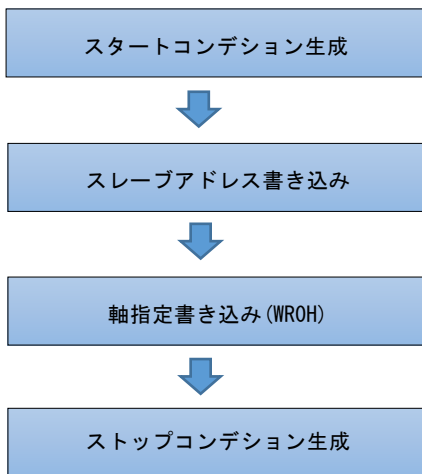 スタートコンデション生成
スレーブアドレス書き込み
軸指定書き込み(WR0H)
ストップコンデション生成